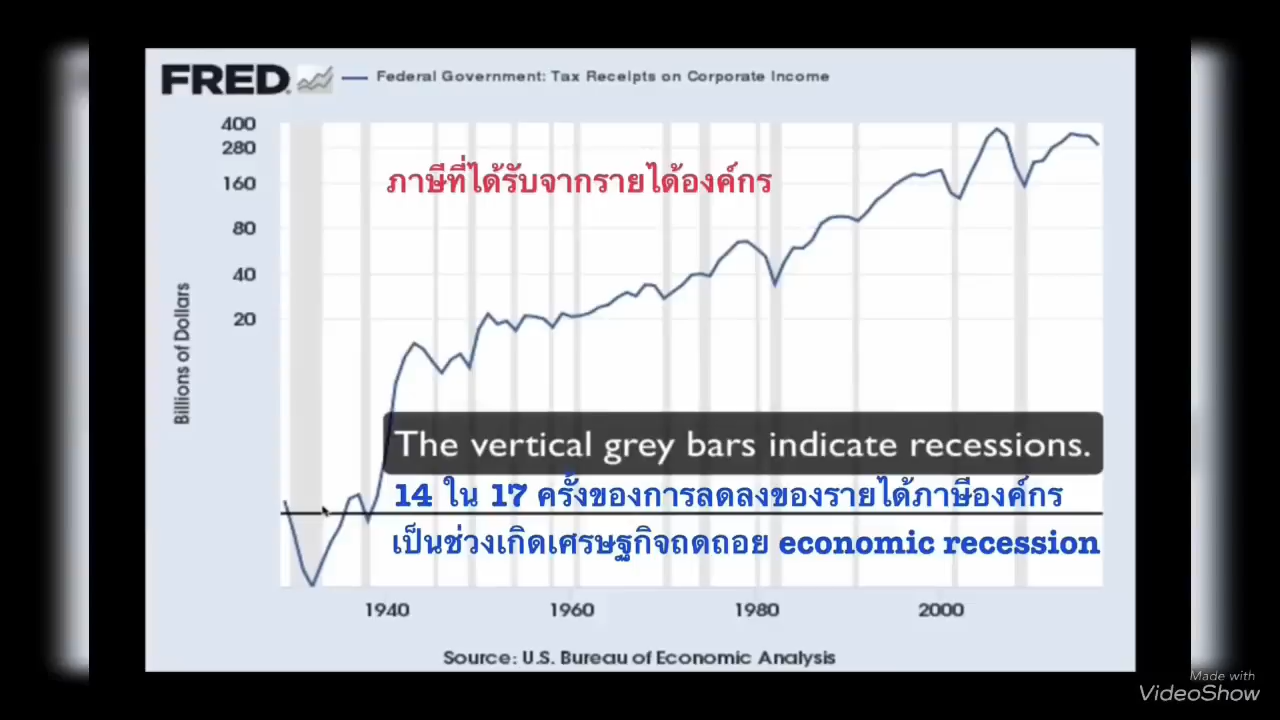 FRED
Federal Government: Tax Receipts on Corporate Income
400
280
160
80
40
20
ภาษีที่ได้รับจากรายได้องค์กร
Billions of Dollars
The vertical grey bars indicate recessions.
14 ใน 17 ครั้งของการลดลงของรายได้ภาษีองค์กร
เป็นช่วงเกิดเศรษฐกิจถดถอย economic recession
1940 1960 1980 2000
Source: U.S. Bureau of Economic Analysis
Made with
VideoShow